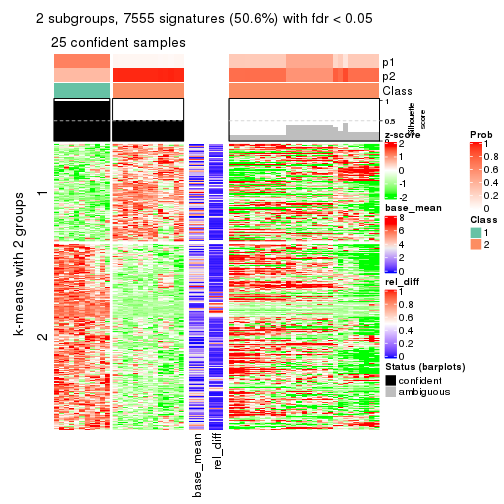 2 subgroups, 7555 signatures (50.6%) with fdr < 0.05
25 confident samples
p1
p2
Class
1
0.5
0
Silhouette
score
k-means with 2 groups
1
2
base_mean
rel_diff
z-score
2
1
0
-1
-2
base_mean
8
6
4
2
0
rel_diff
1
0.8
0.6
0.4
0.2
0
Status (barplots)
confident
ambiguous
Prob
1
0.8
0.6
0.4
0.2
0
Class
1
2